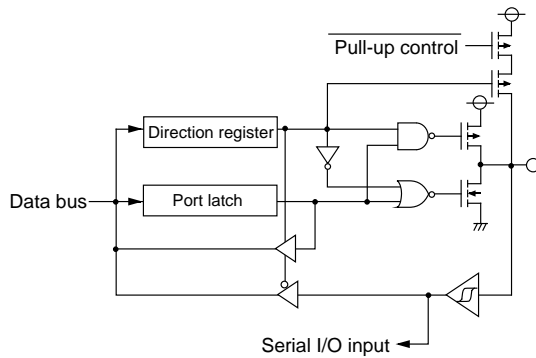 Pull-up control
Direction register
Data bus
Port latch
Serial I/O input